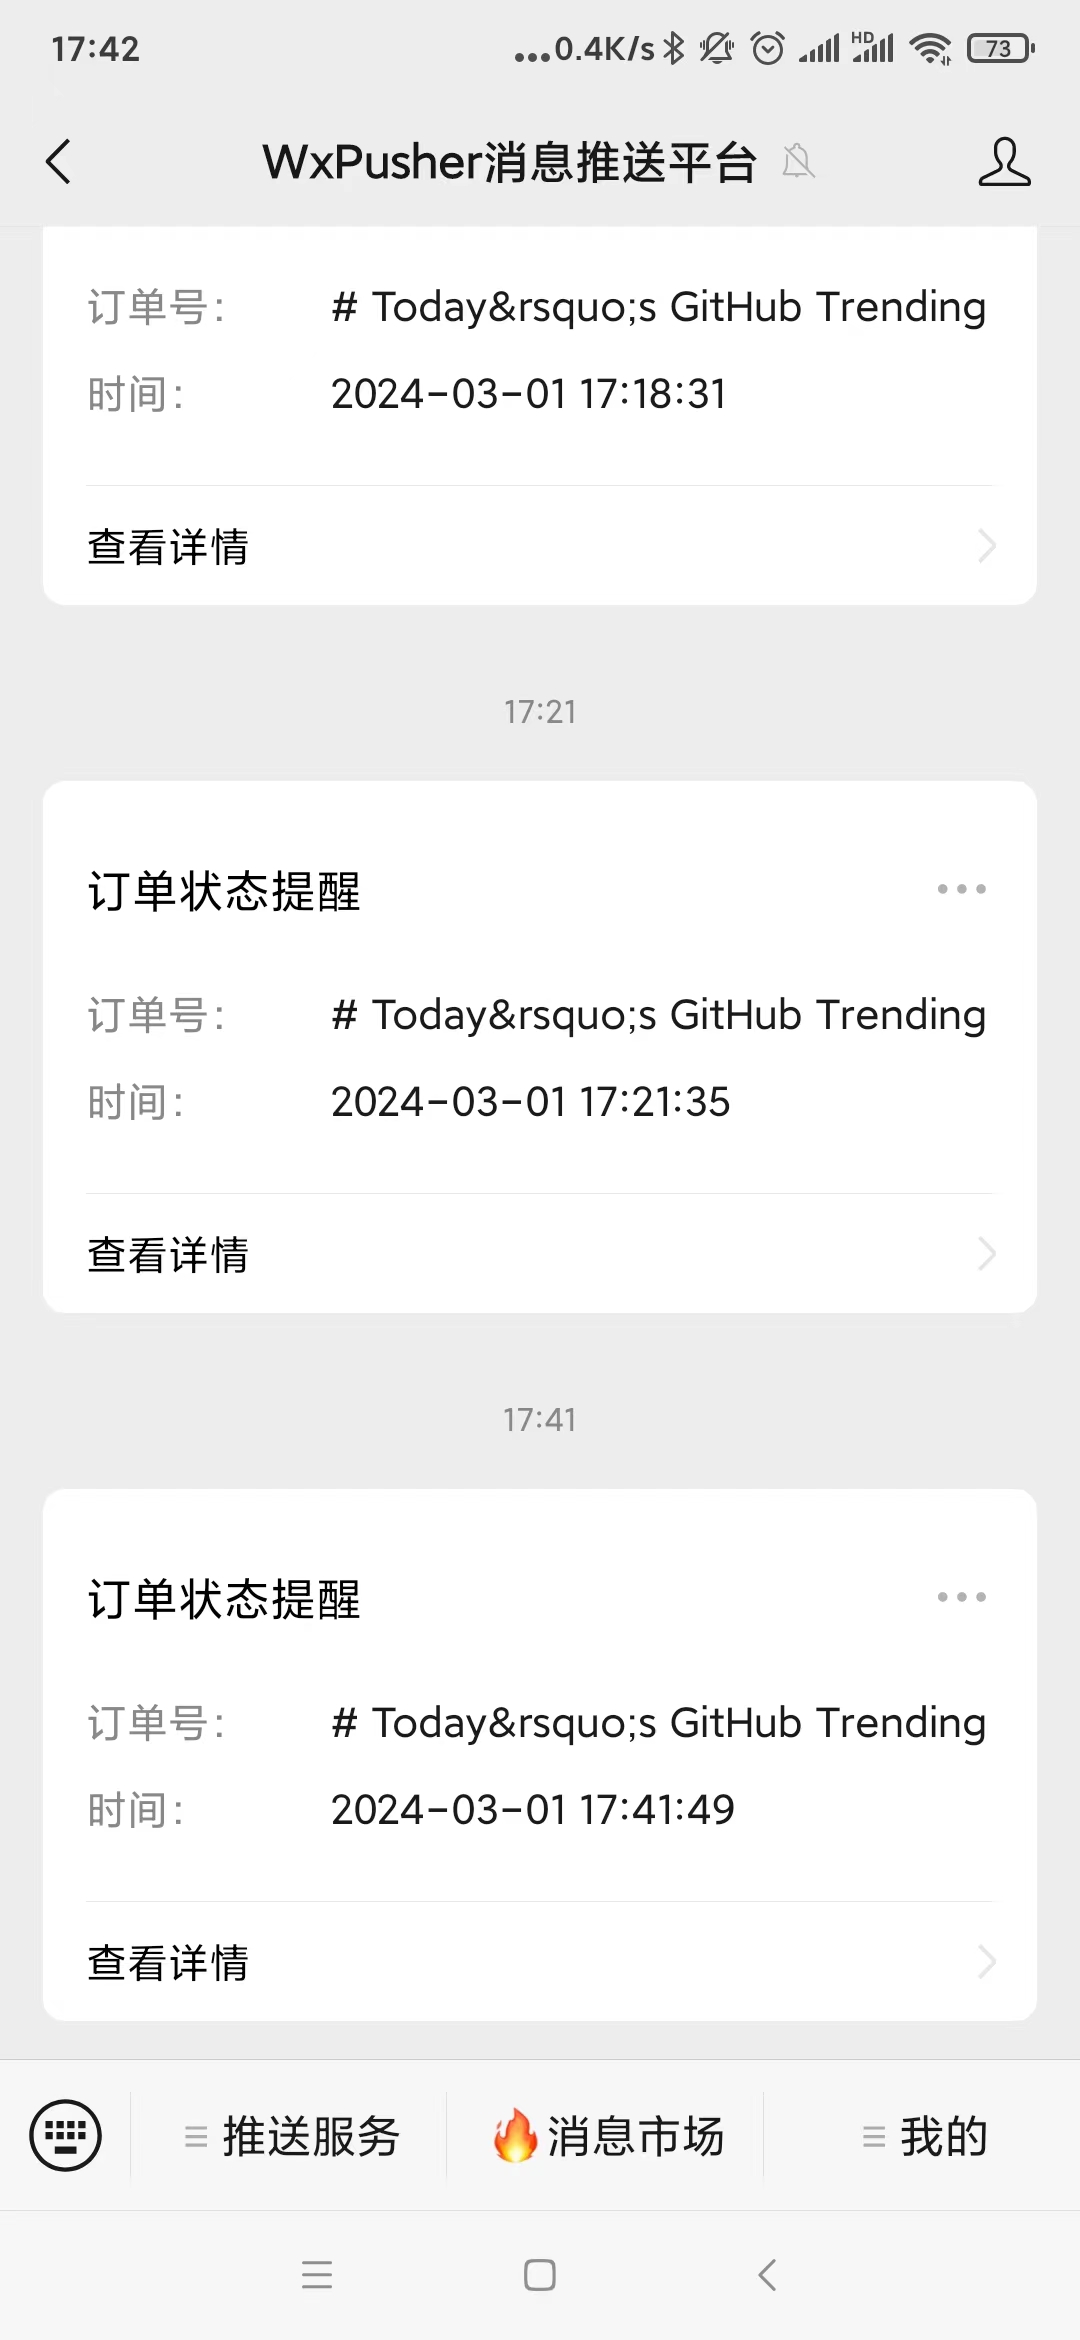 17:42
...0.4K/s
HD
73
WxPusher消息推送平台
订单号: # Today&rsquo;s GitHub Trending
时间: 2024-03-01 17:18:31
查看详情
17:21
订单状态提醒
订单号: # Today&rsquo;s GitHub Trending
时间: 2024-03-01 17:21:35
查看详情
17:41
订单状态提醒
订单号: # Today&rsquo;s GitHub Trending
时间: 2024-03-01 17:41:49
查看详情
推送服务
消息市场
我的